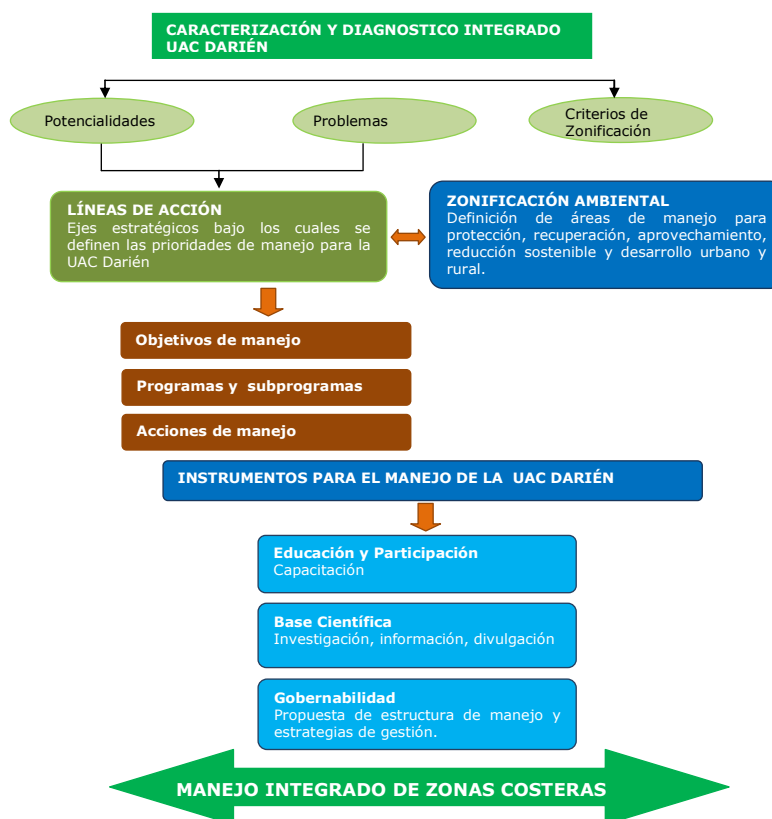 CARACTERIZACIÓN Y DIAGNOSTICO INTEGRADO
UAC DARIÉN
Potencialidades
Problemas
Criterios de
Zonificación
LÍNEAS DE ACCIÓN
Ejes estratégicos bajo los cuales se
definen las prioridades de manejo para la
UAC Darién
ZONIFICACIÓN AMBIENTAL
Definición de áreas de manejo para
protección, recuperación, aprovechamiento,
reducción sostenible y desarrollo urbano y
rural.
Objetivos de manejo
Programas y subprogramas
Acciones de manejo
INSTRUMENTOS PARA EL MANEJO DE LA UAC DARIÉN
Educación y Participación
Capacitación
Base Científica
Investigación, información, divulgación
Gobernabilidad
Propuesta de estructura de manejo y
estrategias de gestión.
MANEJO INTEGRADO DE ZONAS COSTERAS